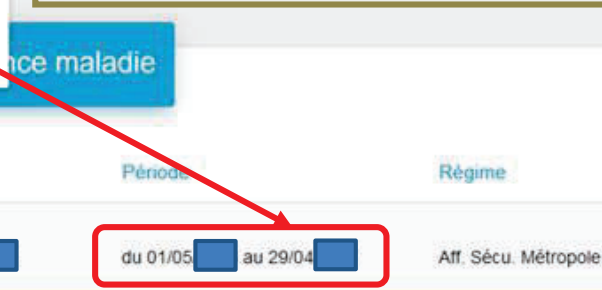 nce maladie
Période Régime
du 01/05 au 29/04 Aff. Sécu. Métropole